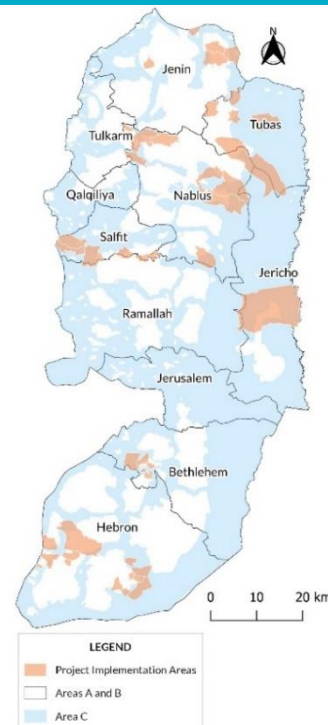 N
Jenin
Tubas
Tulkarm
Nablus
Qalqiliya
Salfit
Jericho
Ramallah
Jerusalem
Bethlehem
Hebron
0 10 20 km
LEGEND
Project Implementation Areas
Areas A and B
Area C